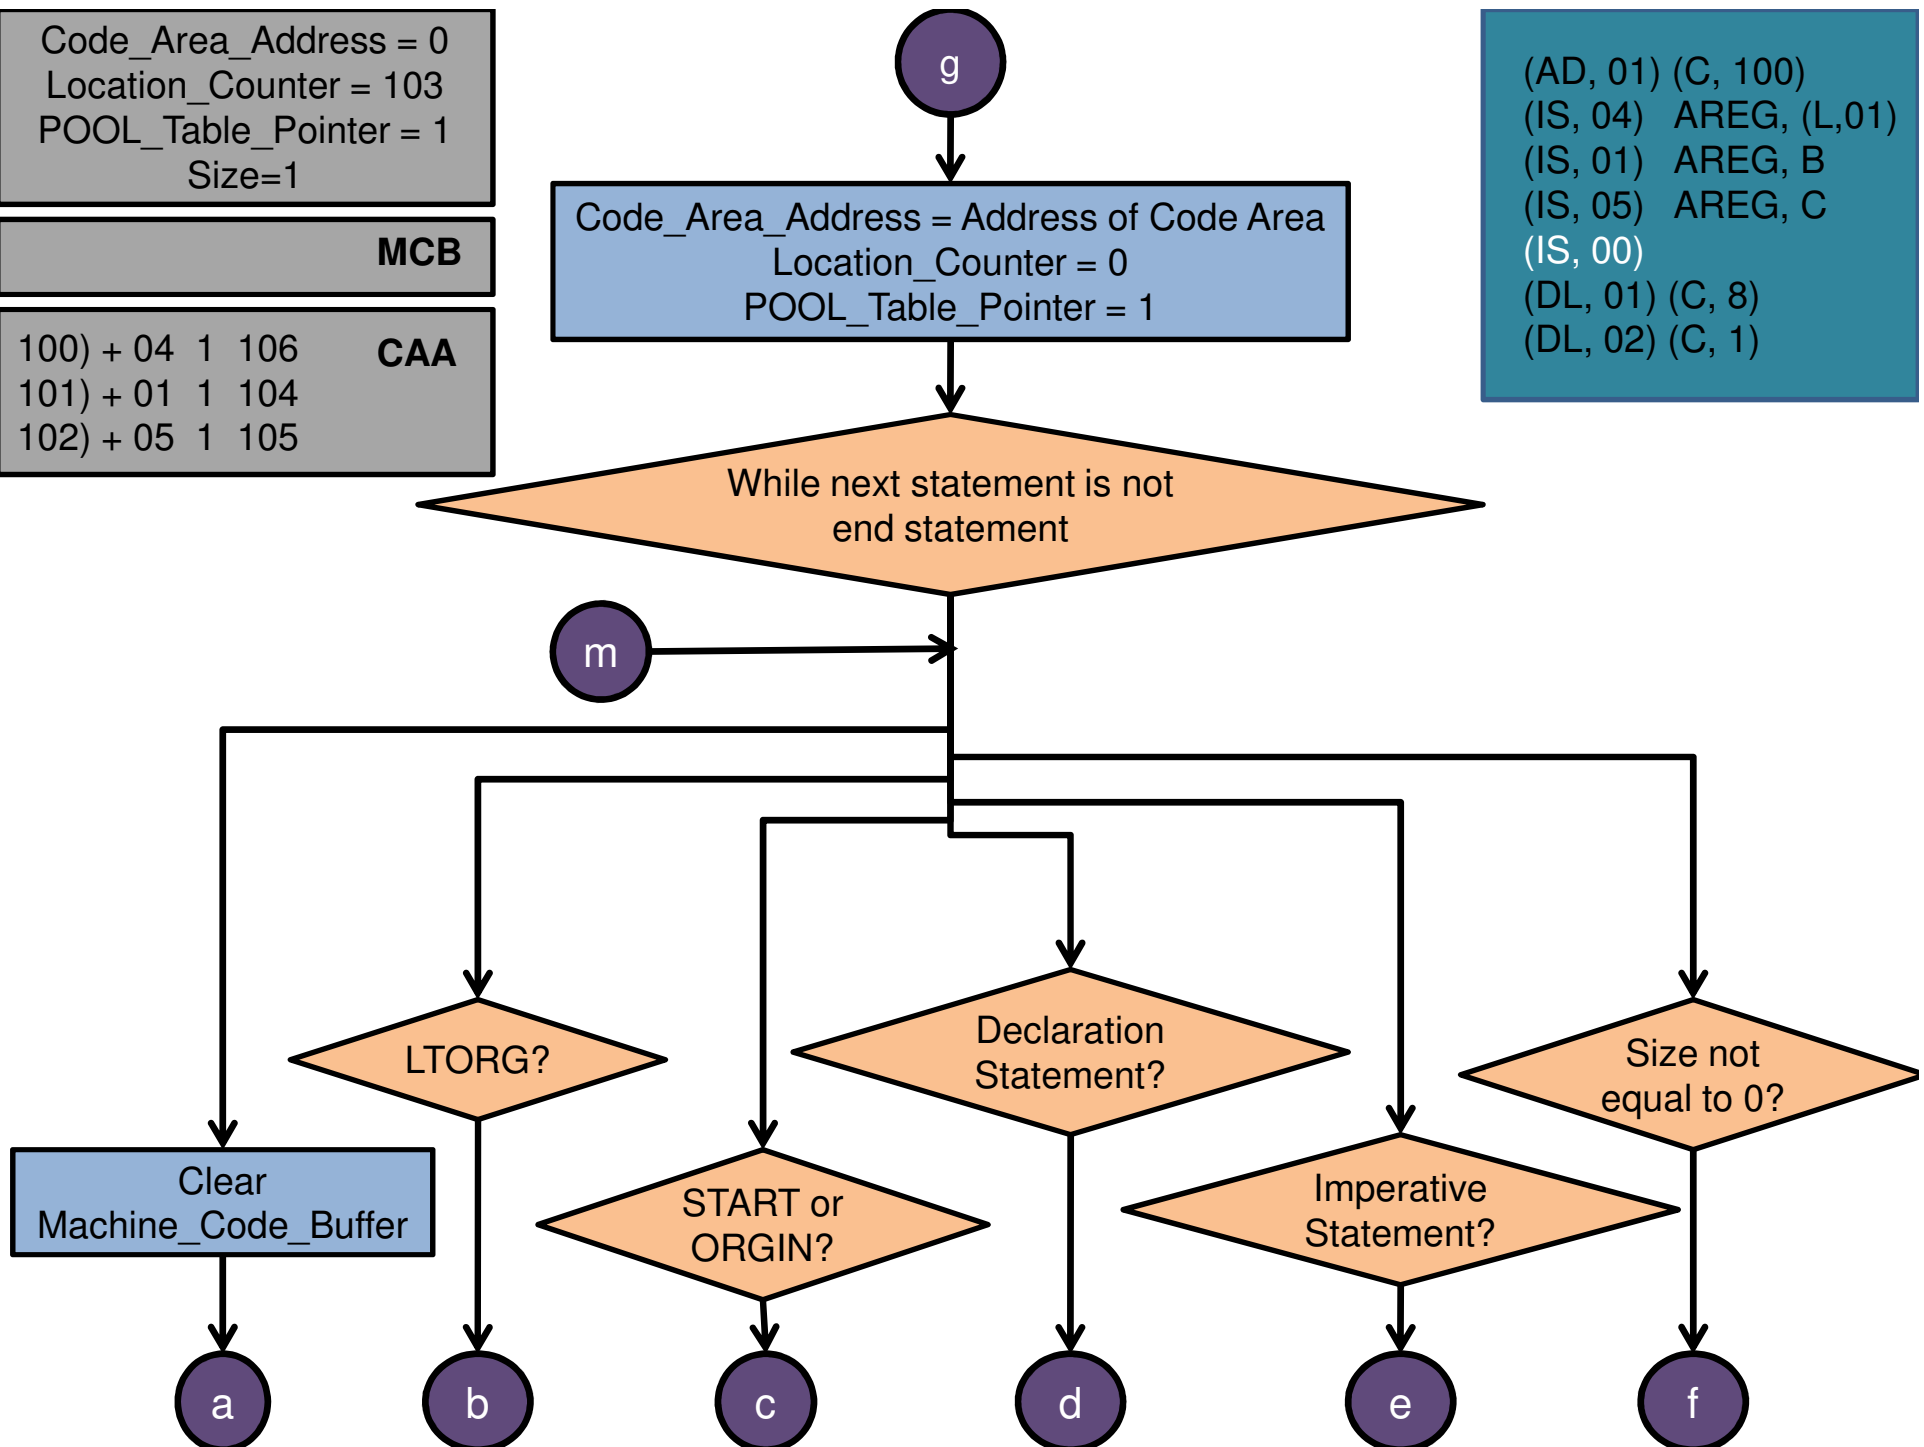 Code_Area_Address = 0
Location_Counter = 103
POOL_Table_Pointer = 1
Size=1
MCB
100) + 04 1 106 CAA
101) + 01 1 104
102) + 05 1 105
g
Code_Area_Address = Address of Code Area
Location_Counter = 0
POOL_Table_Pointer = 1
(AD, 01) (C, 100)
(IS, 04) AREG, (L,01)
(IS, 01) AREG, B
(IS, 05) AREG, C
(IS, 00)
(DL, 01) (C, 8)
(DL, 02) (C, 1)
While next statement is not
end statement
m
Clear
Machine_Code_Buffer
LTORG?
START or
ORGIN?
Declaration
Statement?
Imperative
Statement?
Size not
equal to 0?
a
b
c
d
e
f